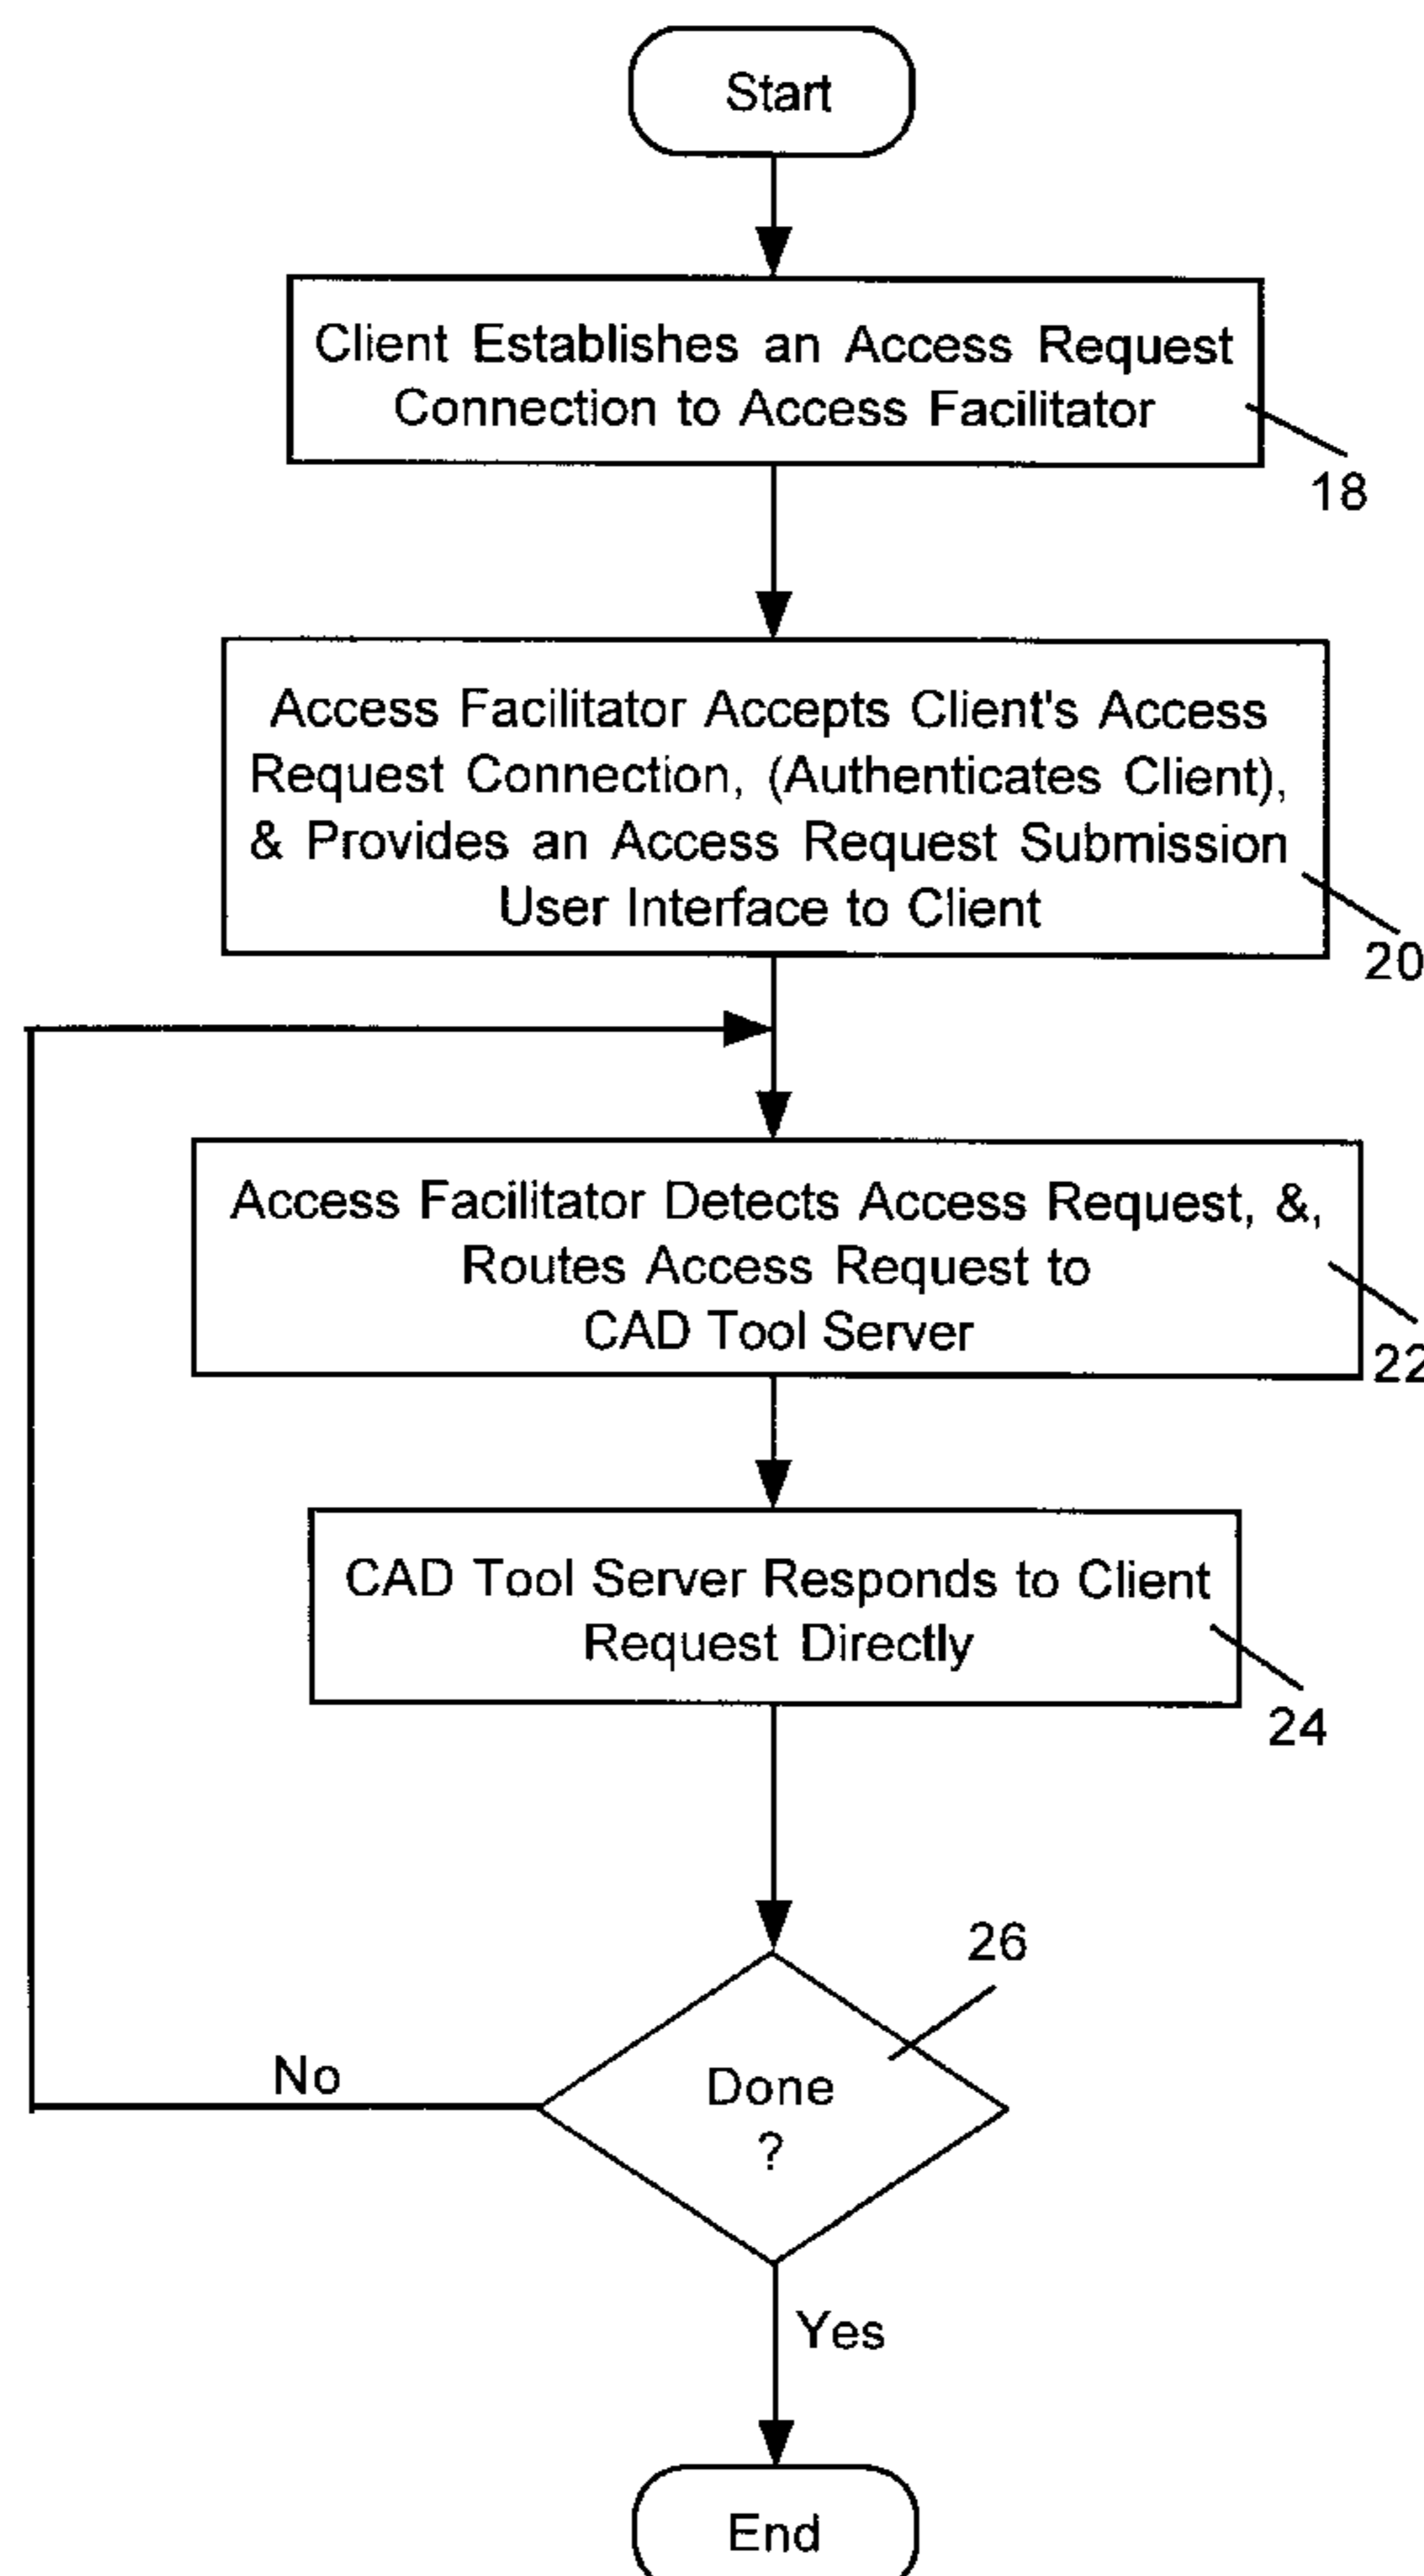 Start
Client Establishes an Access Request
Connection to Access Facilitator
18
Access Facilitator Accepts Client's Access
Request Connection, (Authenticates Client),
& Provides an Access Request Submission
User Interface to Client
20
Access Facilitator Detects Access Request, &,
Routes Access Request to
CAD Tool Server
22
CAD Tool Server Responds to Client
Request Directly
24
26
Done
?
No
Yes
End